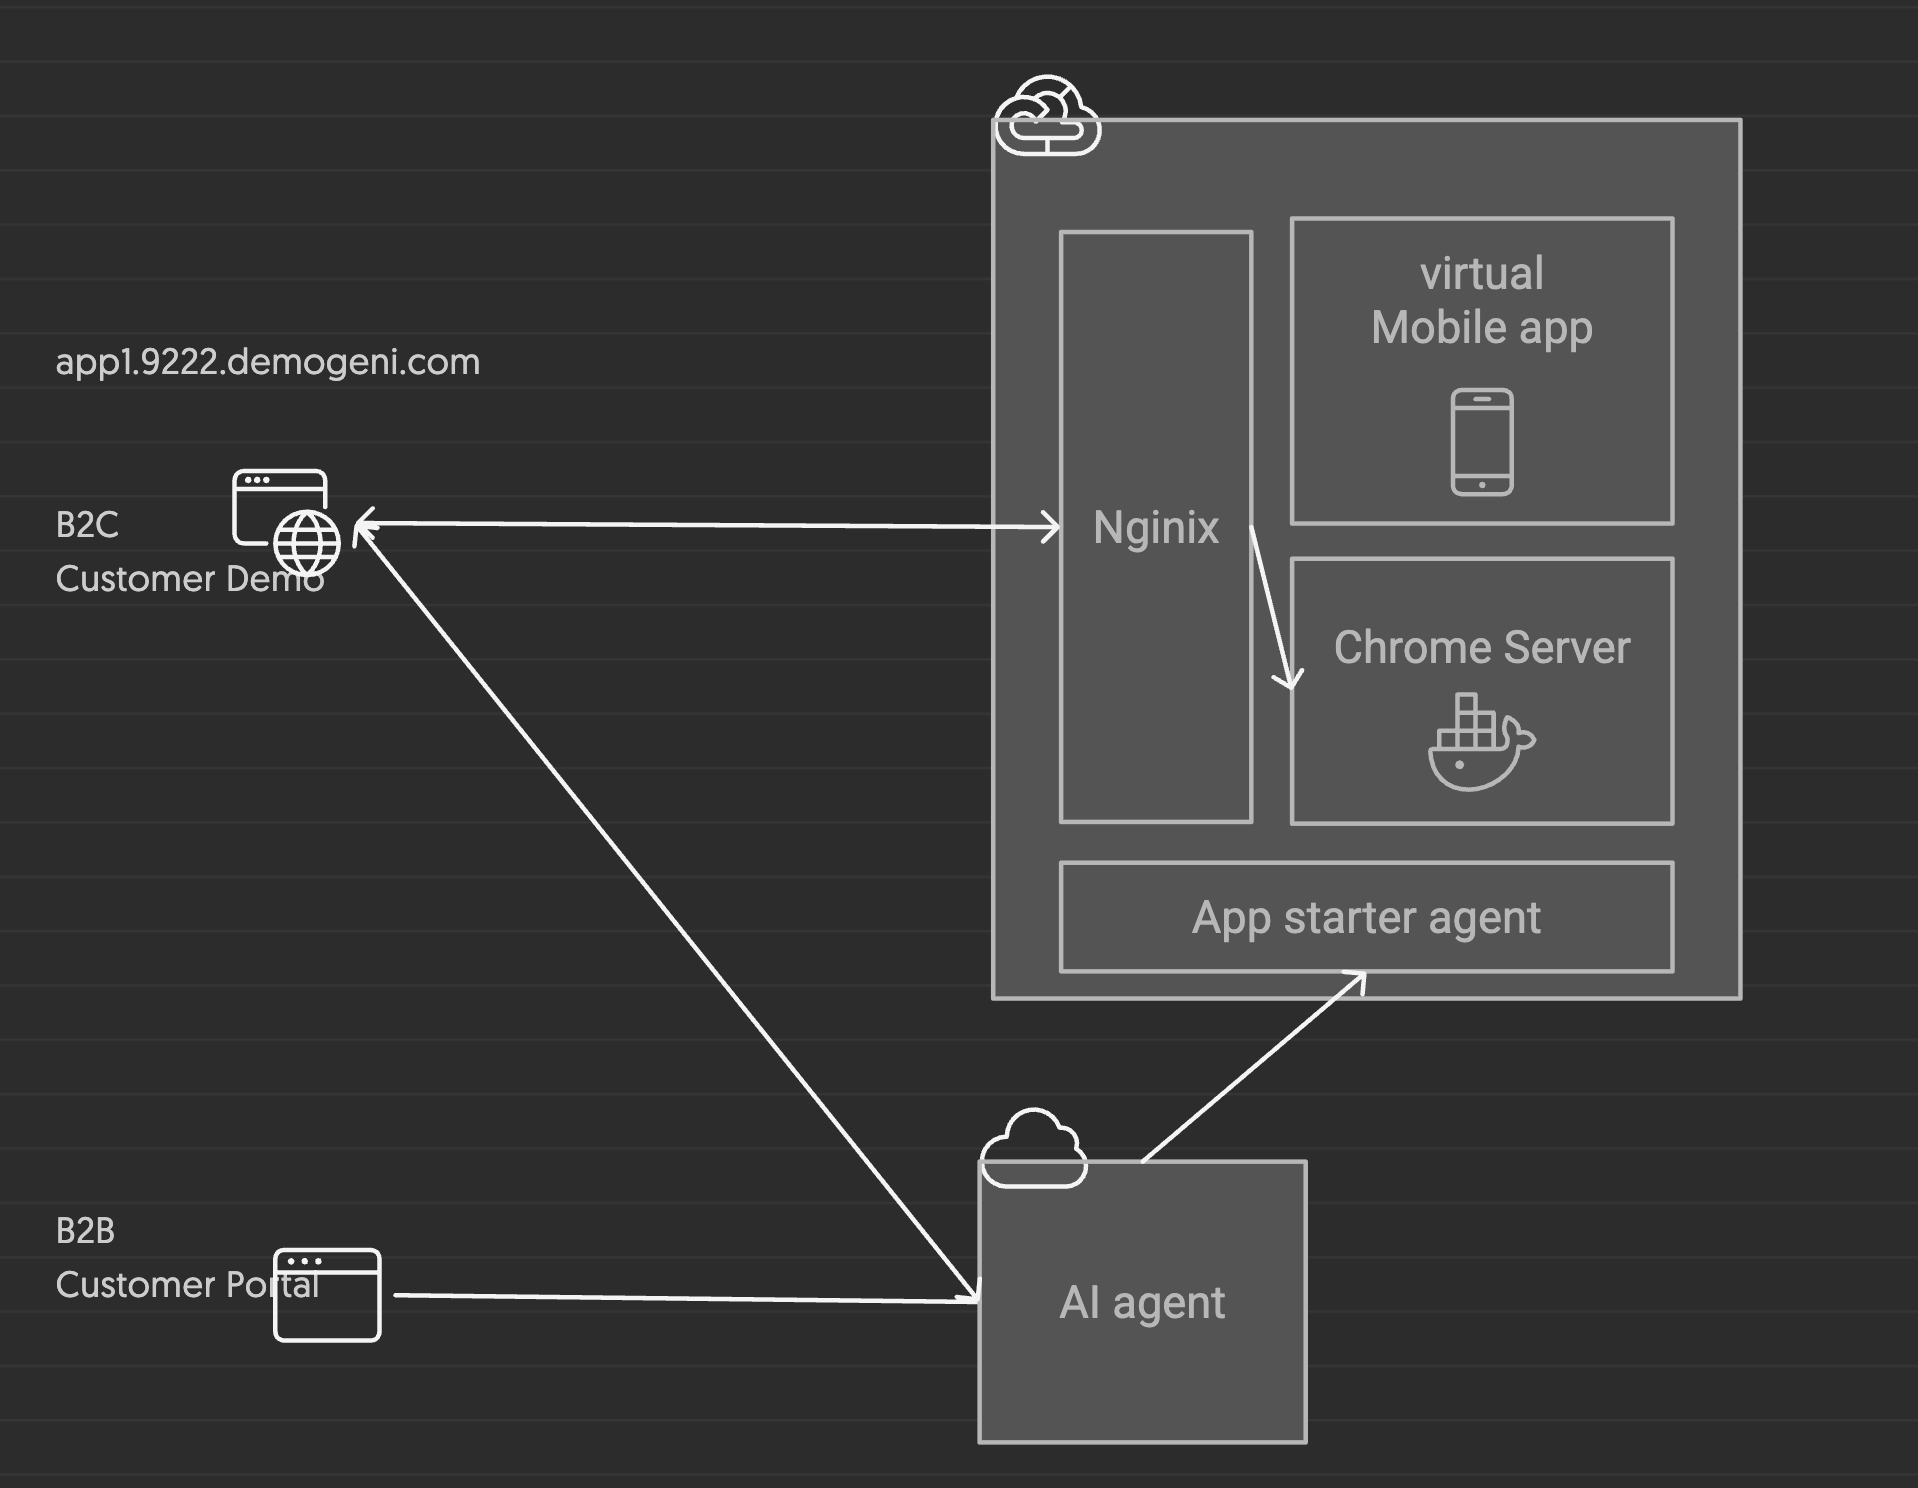 app1.9222.demogeni.com
B2C
Customer Demo
Nginix
virtual
Mobile app
Chrome Server
App starter agent
B2B
Customer Portal
AI agent